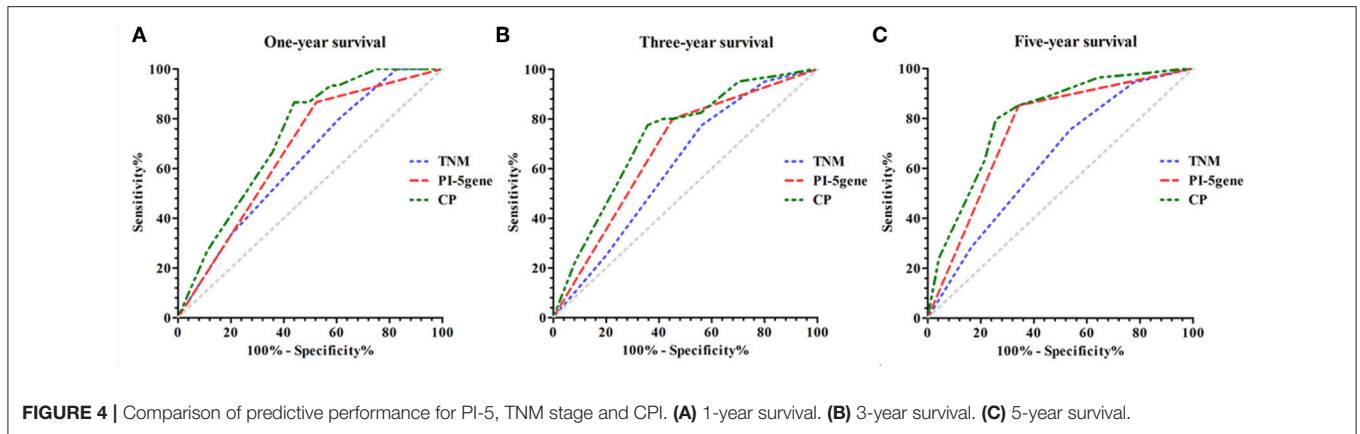 A
One-year survival
100
80
60
40
20
0
Sensitivity%
0 20 40 60 80 100
100% - Specificity%
TNM
PI-5gene
CP
B
Three-year survival
100
80
60
40
20
0
Sensitivity%
0 20 40 60 80 100
100% - Specificity%
TNM
PI-5gene
CP
C
Five-year survival
100
80
60
40
20
0
Sensitivity%
0 20 40 60 80 100
100% - Specificity%
TNM
PI-5gene
CP
FIGURE 4 | Comparison of predictive performance for PI-5, TNM stage and CPI. (A) 1-year survival. (B) 3-year survival. (C) 5-year survival.